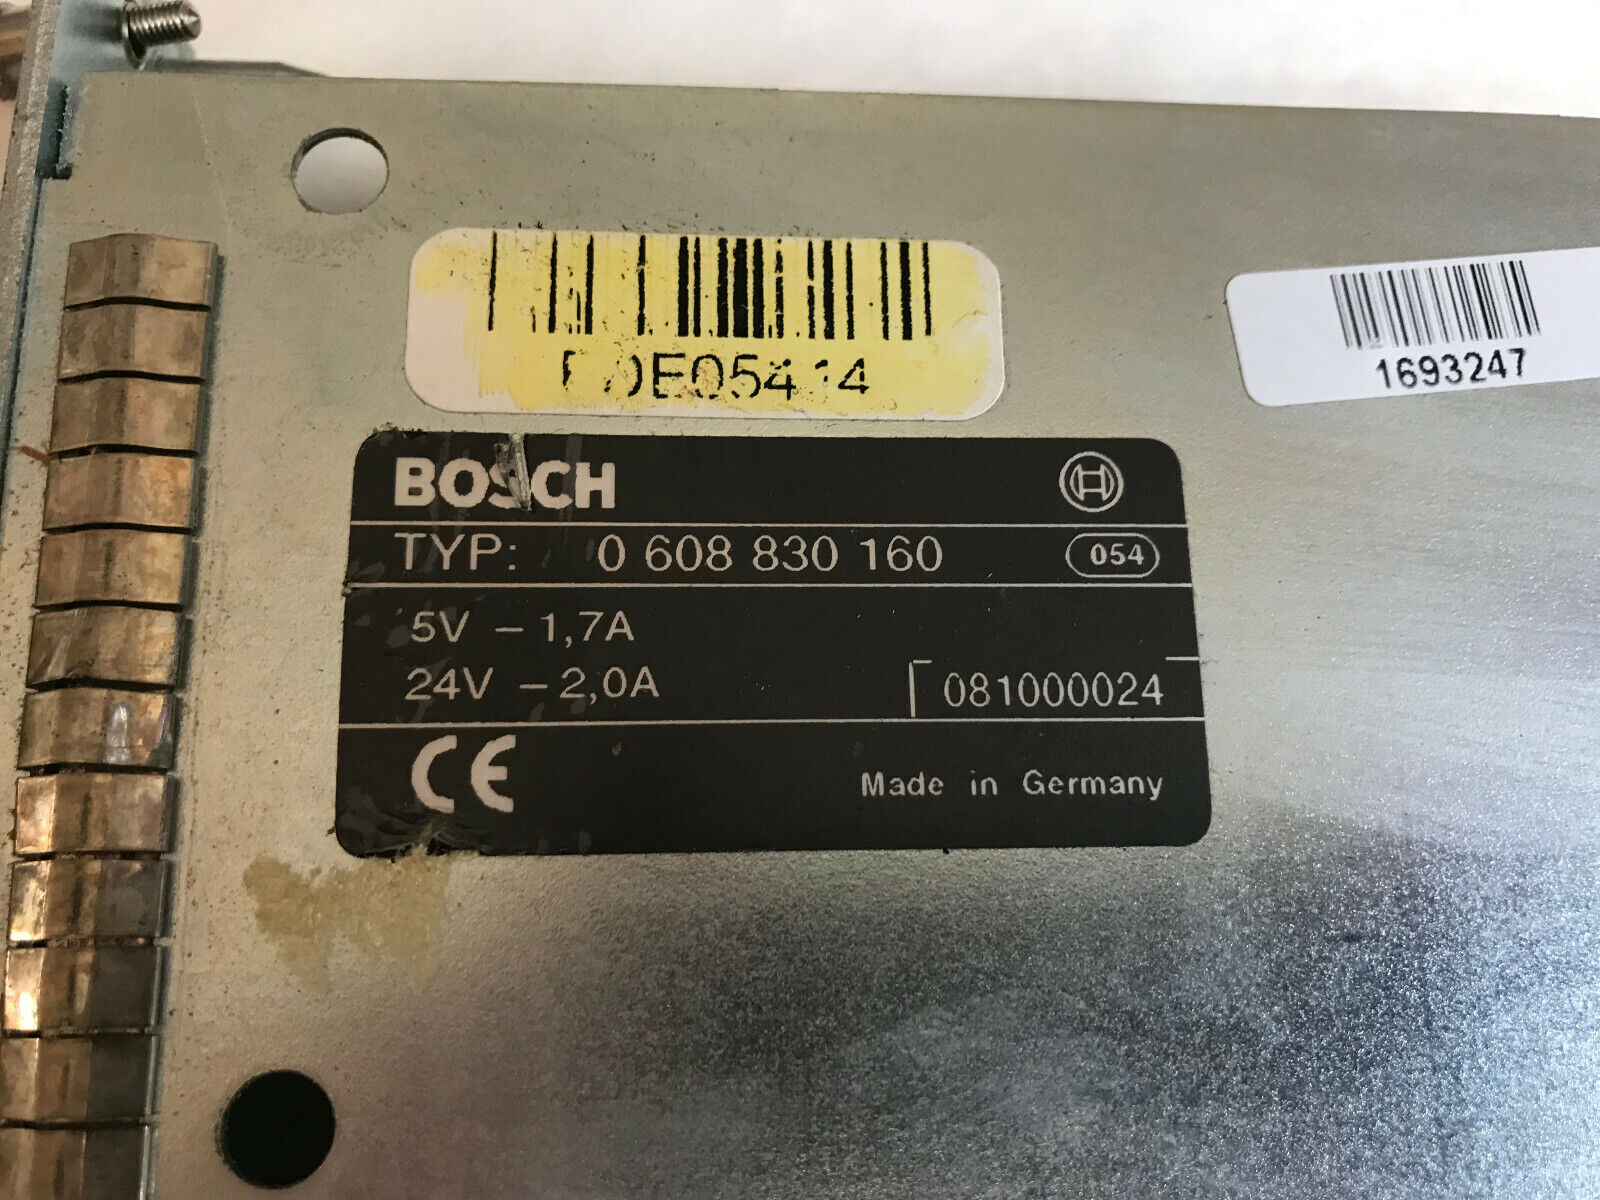 1693247
BOSCH
TYP: 0 608 830 160 054
5V – 1,7A
24V – 2,0A
081000024
CE
Made in Germany